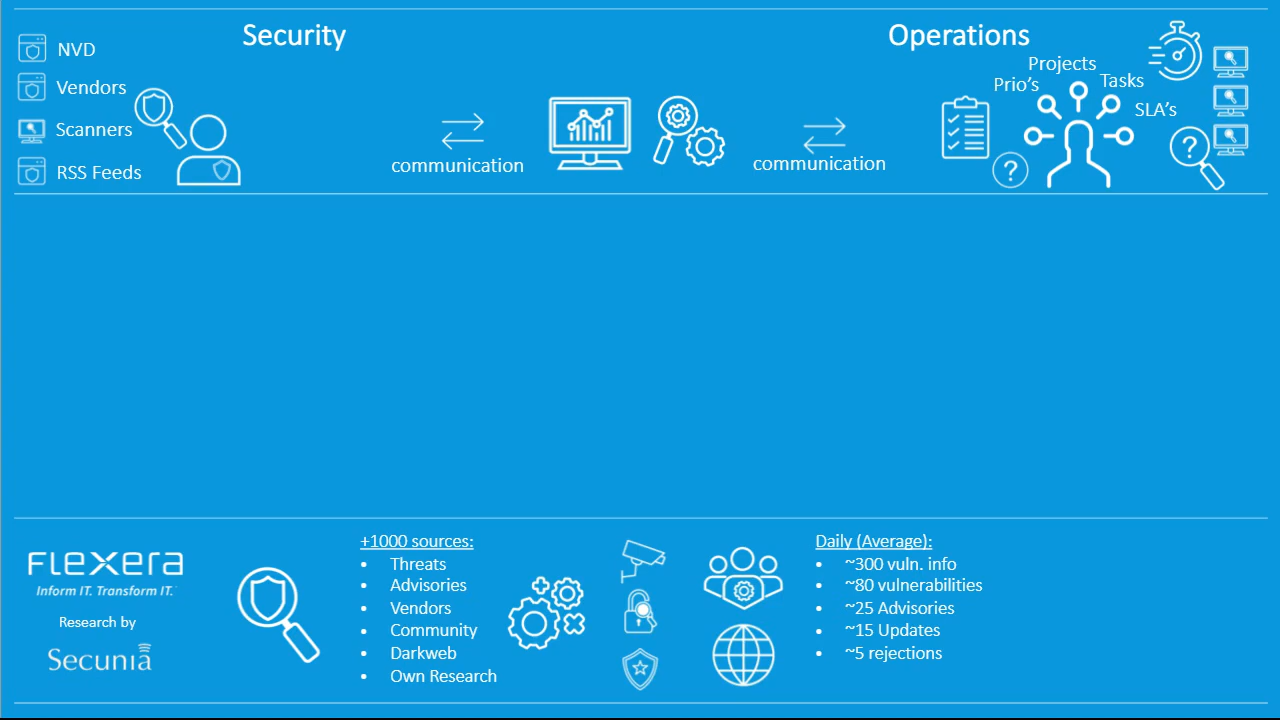 Security
NVD
Vendors
Scanners
RSS Feeds
communication
communication
Operations
Projects
Prio's
Tasks
SLA's
?
?
FLEXERA
Inform IT. Transform IT.
Research by
Secunia
+1000 sources:
• Threats
• Advisories
• Vendors
• Community
• Darkweb
• Own Research
Daily (Average):
• ~300 vuln. info
• ~80 vulnerabilities
• ~25 Advisories
• ~15 Updates
• ~5 rejections